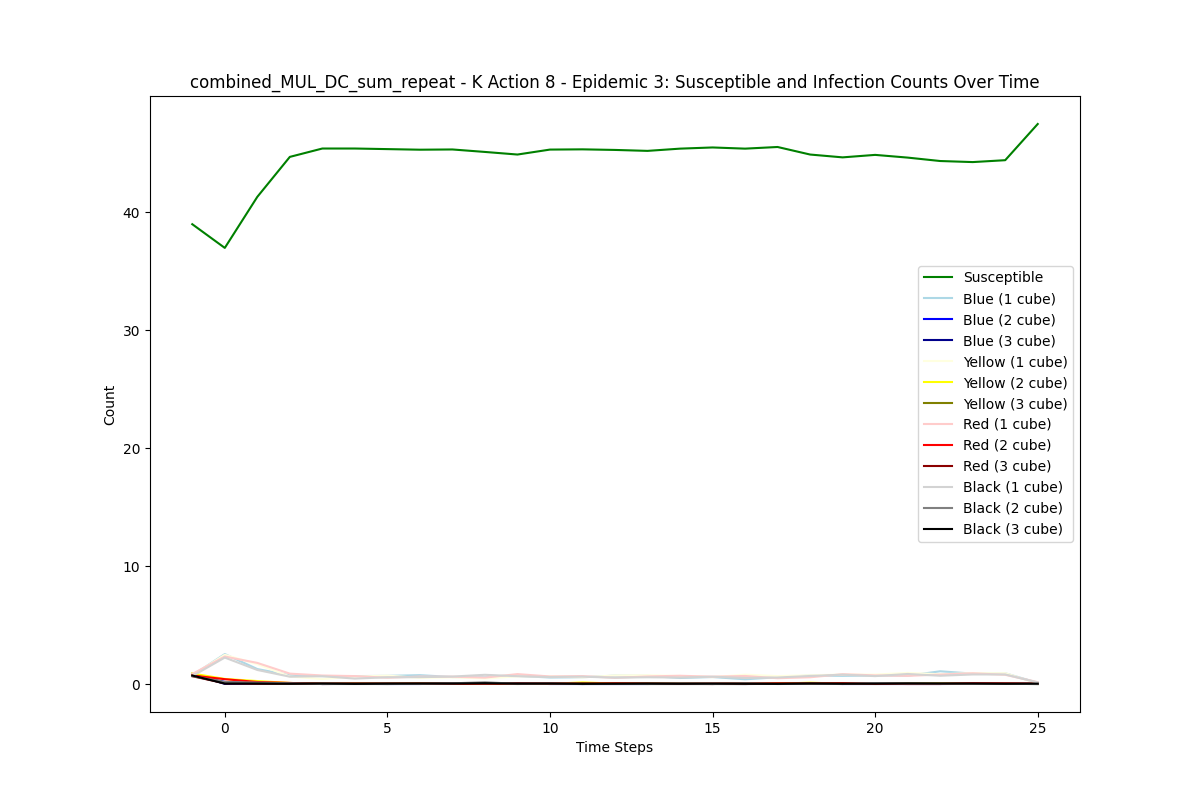 combined_MUL_DC_sum_repeat - K Action 8 - Epidemic 3: Susceptible and Infection Counts Over Time
Count
40
30
20
10
0
Susceptible
Blue (1 cube)
Blue (2 cube)
Blue (3 cube)
Yellow (1 cube)
Yellow (2 cube)
Yellow (3 cube)
Red (1 cube)
Red (2 cube)
Red (3 cube)
Black (1 cube)
Black (2 cube)
Black (3 cube)
0 5 10 15 20 25
Time Steps